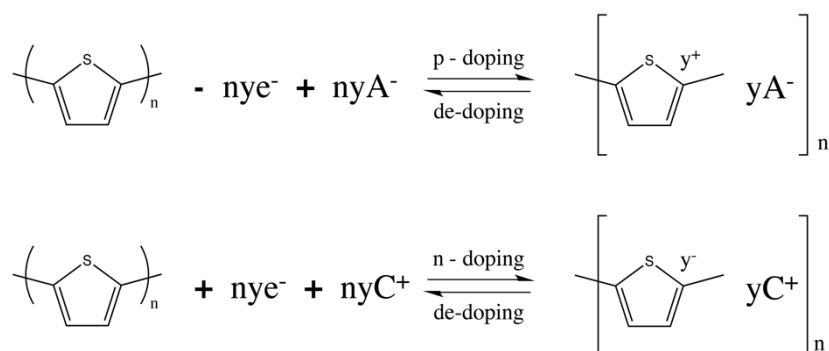 S n - nye⁻ + nyA⁻ p - doping de-doping S y⁺ yA⁻ n
S n + nye⁻ + nyC⁺ n - doping de-doping S y⁻ yC⁺ n